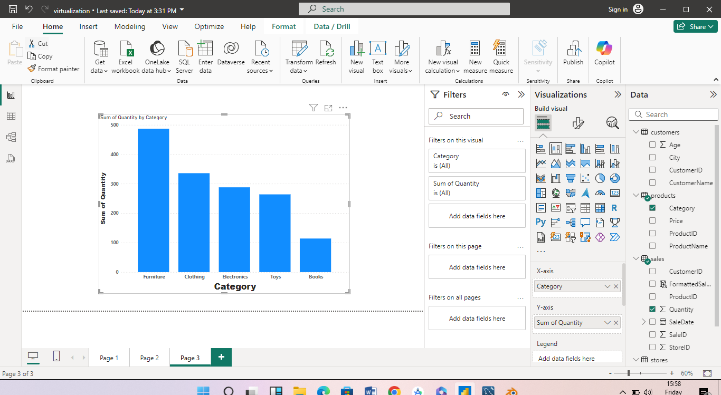 virtualization • Last saved: Today at 3:31 PM
Search
Sign in
File Home Insert Modeling View Optimize Help Format Data / Drill
Share
Paste
Cut
Copy
Format painter
Get data
Excel workbook
OneLake data hub
SQL Server
Enter data
Dataverse
Recent sources
Transform data
Refresh
New visual
Text box
More visuals
New visual calculation
New measure
Quick measure
Sensitivity
Publish
Copilot
Clipboard Data Queries Insert Calculations Sensitivity Share Copilot
Sum of Quantity by Category
500
400
300
200
100
0
Sum of Quantity
Furniture Clothing Electronics Toys Books
Category
Filters
Search
Filters on this visual
Category
is (All)
Sum of Quantity
is (All)
Add data fields here
Filters on this page
Add data fields here
Filters on all pages
Add data fields here
Visualizations
Build visual
X-axis
Category
Y-axis
Sum of Quantity
Legend
Add data fields here
Data
Search
customers
Age
City
CustomerID
CustomerName
products
Category
Price
ProductID
ProductName
sales
CustomerID
FormattedSal...
ProductID
Quantity
SaleDate
SaleID
StoreID
stores
Page 1 Page 2 Page 3
Page 3 of 3
60%
15:58
Friday